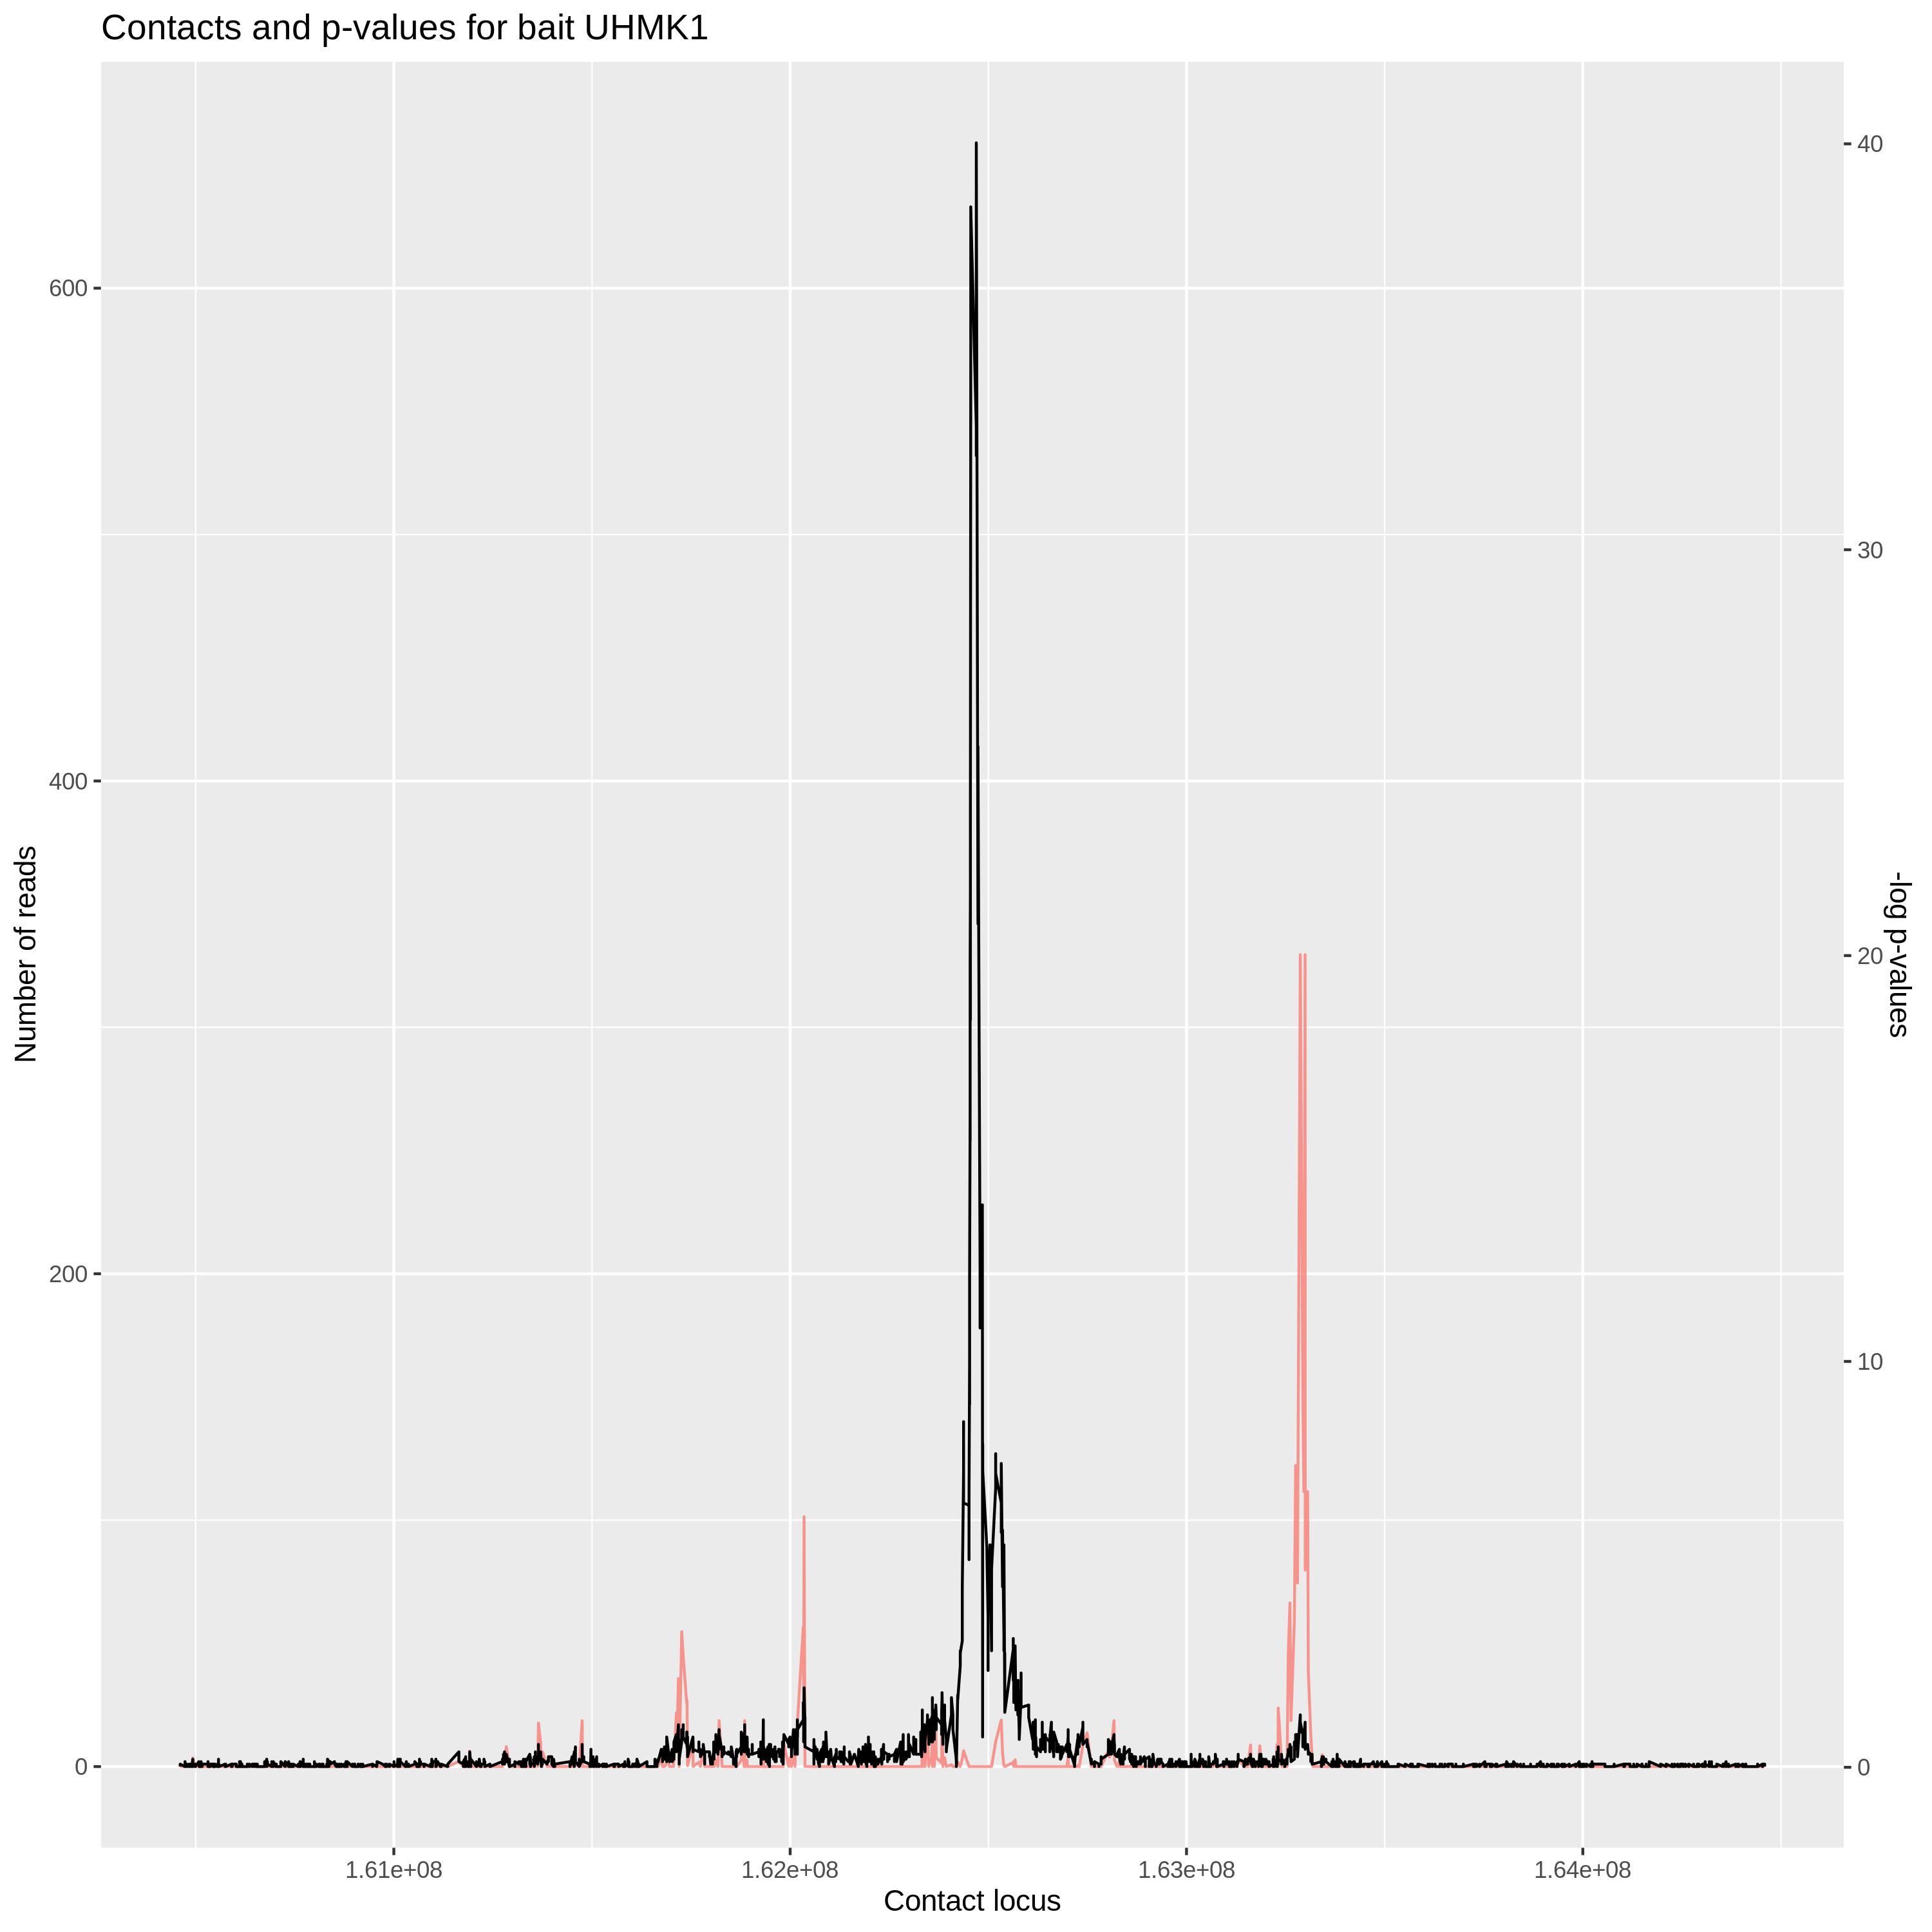 Contacts and p-values for bait UHMK1
40
600
30
400
Number of reads
-log p-values
20
200
10
0
0
1.61e+08
1.62e+08
1.63e+08
1.64e+08
Contact locus